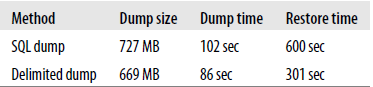 Method Dump size Dump time Restore time
SQL dump 727 MB 102 sec 600 sec
Delimited dump 669 MB 86 sec 301 sec